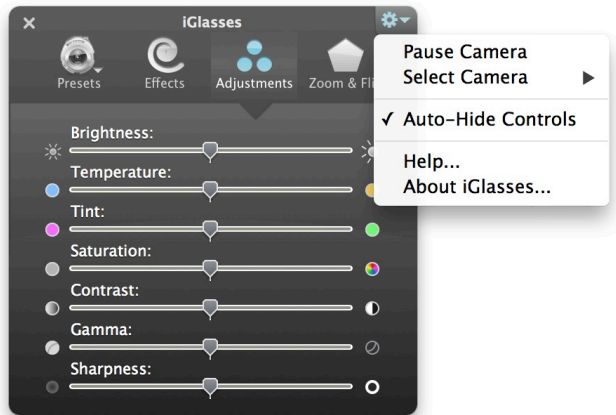 iGlasses
Presets
Effects
Adjustments
Zoom & Fli
Pause Camera
Select Camera
✓ Auto-Hide Controls
Help...
About iGlasses...
Brightness:
Temperature:
Tint:
Saturation:
Contrast:
Gamma:
Sharpness: